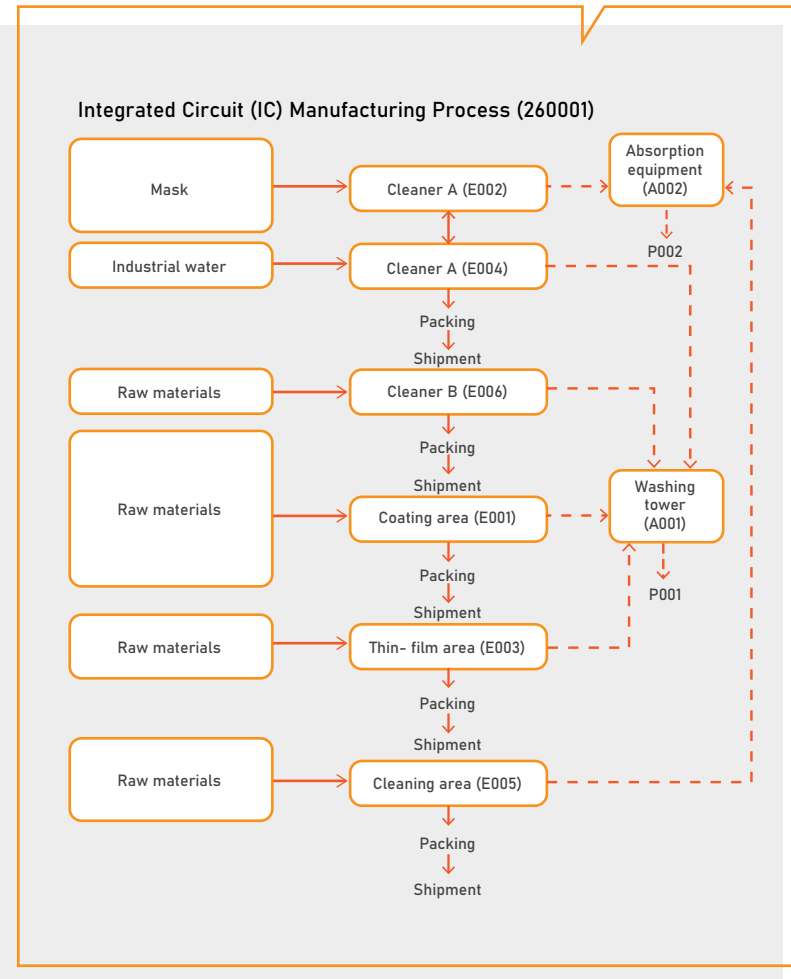 Integrated Circuit (IC) Manufacturing Process (260001)
Mask
Cleaner A (E002)
Absorption
equipment
(A002)
P002
Industrial water
Cleaner A (E004)
Packing
Shipment
Raw materials
Cleaner B (E006)
Packing
Shipment
Raw materials
Coating area (E001)
Washing
tower
(A001)
P001
Packing
Shipment
Raw materials
Thin- film area (E003)
Packing
Shipment
Raw materials
Cleaning area (E005)
Packing
Shipment